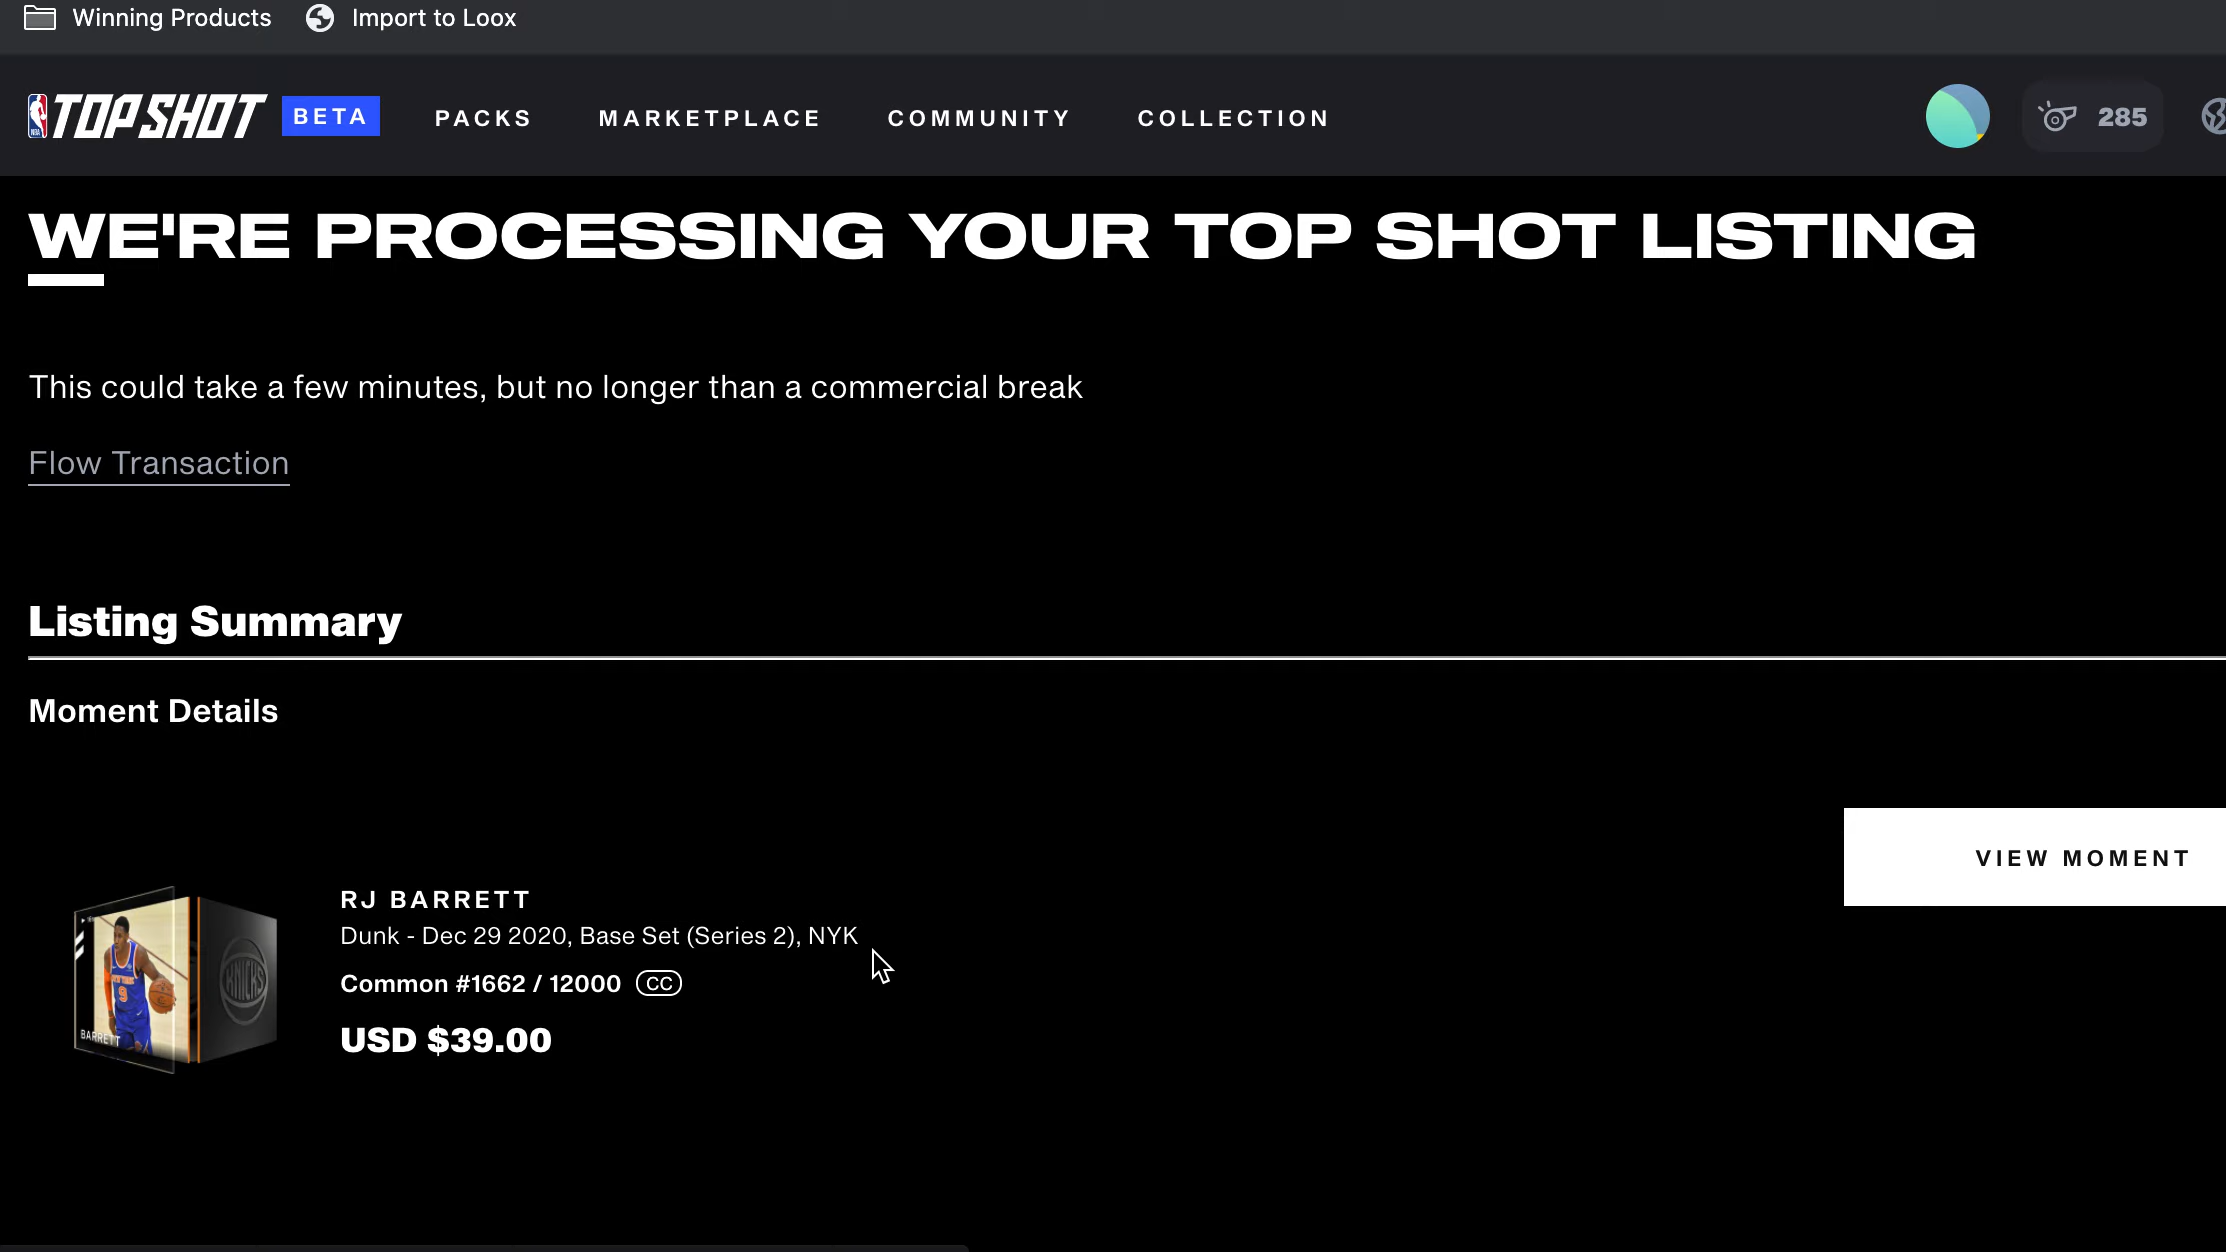 Winning Products Import to Loox
TOP SHOT BETA PACKS MARKETPLACE COMMUNITY COLLECTION 285
WE'RE PROCESSING YOUR TOP SHOT LISTING
This could take a few minutes, but no longer than a commercial break
Flow Transaction
Listing Summary
Moment Details
VIEW MOMENT
RJ BARRETT
Dunk - Dec 29 2020, Base Set (Series 2), NYK
Common #1662 / 12000 CC
USD $39.00
KNICKS
9
BARRETT